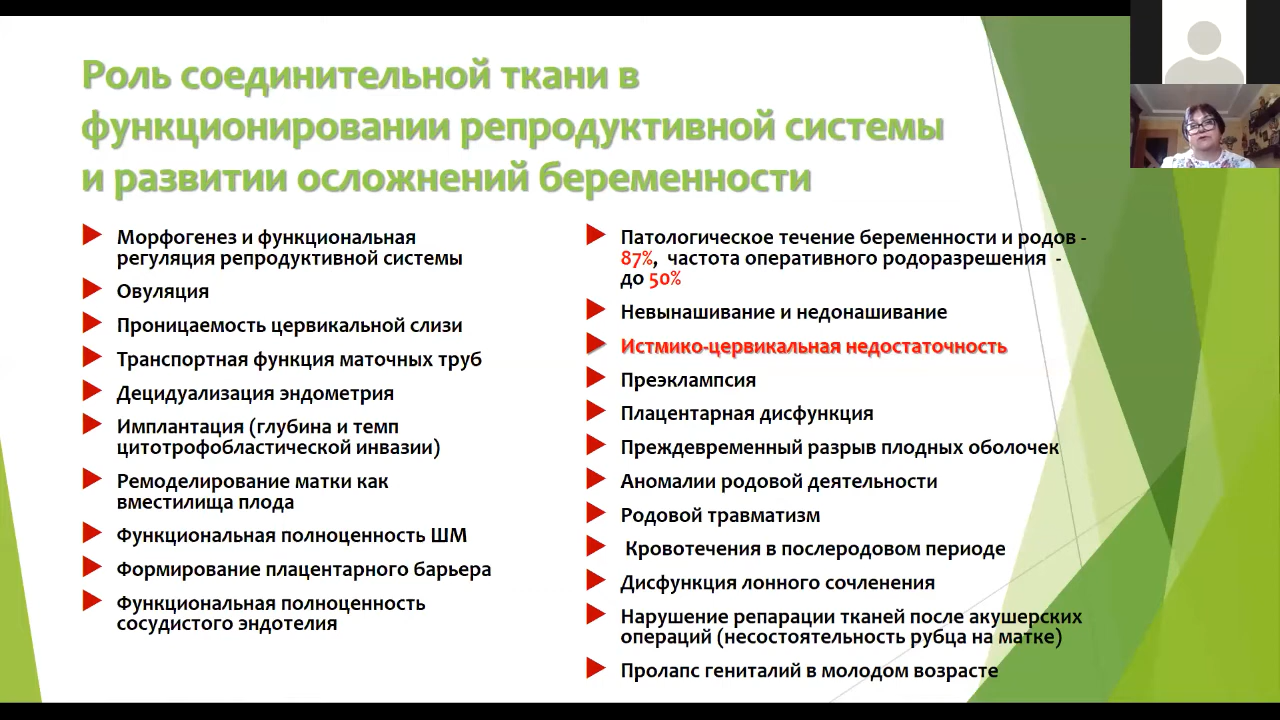 Роль соединительной ткани в
функционировании репродуктивной системы
и развитии осложнений беременности
Морфогенез и функциональная
регуляция репродуктивной системы
Овуляция
Проницаемость цервикальной слизи
Транспортная функция маточных труб
Децидуализация эндометрия
Имплантация (глубина и темп
цитотрофобластической инвазии)
Ремоделирование матки как
вместилища плода
Функциональная полноценность ШМ
Формирование плацентарного барьера
Функциональная полноценность
сосудистого эндотелия
Патологическое течение беременности и родов -
87%, частота оперативного родоразрешения -
до 50%
Невынашивание и недонашивание
Истмико-цервикальная недостаточность
Преэклампсия
Плацентарная дисфункция
Преждевременный разрыв плодных оболочек
Аномалии родовой деятельности
Родовой травматизм
Кровотечения в послеродовом периоде
Дисфункция лонного сочленения
Нарушение репарации тканей после акушерских
операций (несостоятельность рубца на матке)
Пролапс гениталий в молодом возрасте